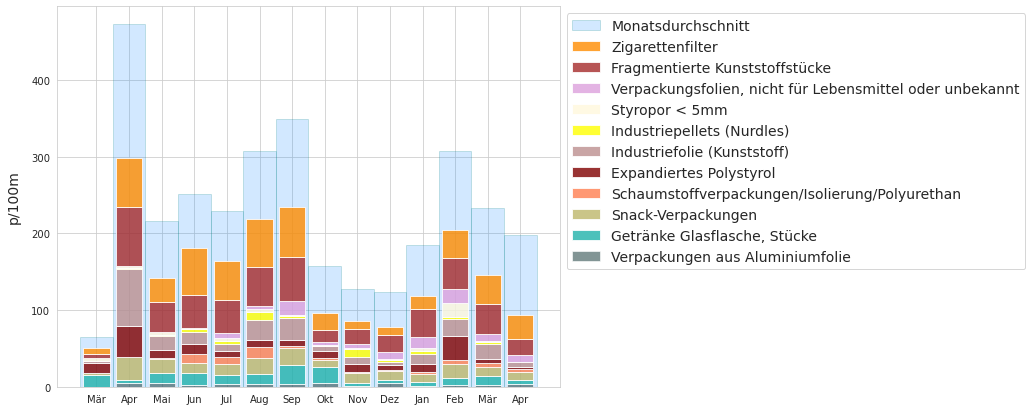 p/100m
400
300
200
100
0
Mär Apr Mai Jun Jul Aug Sep Okt Nov Dez Jan Feb Mär Apr
Monatsdurchschnitt
Zigarettenfilter
Fragmentierte Kunststoffstücke
Verpackungsfolien, nicht für Lebensmittel oder unbekannt
Styropor < 5mm
Industriepellets (Nurdles)
Industriefolie (Kunststoff)
Expandiertes Polystyrol
Schaumstoffverpackungen/Isolierung/Polyurethan
Snack-Verpackungen
Getränke Glasflasche, Stücke
Verpackungen aus Aluminiumfolie